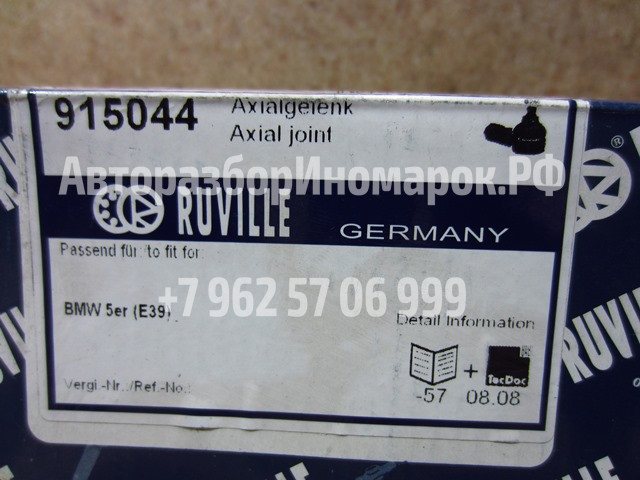 915044
Axialgelenk
Axial joint
АвторазборИномарок.РФ
RUVILLE
GERMANY
Passend für / to fit for
+7 962 57 06 999
BMW 5er (E39)
Detail Information
+
TecDoc
Vergl.-Nr.:/Ref.-No.:
-57
08.08
RUVILLE